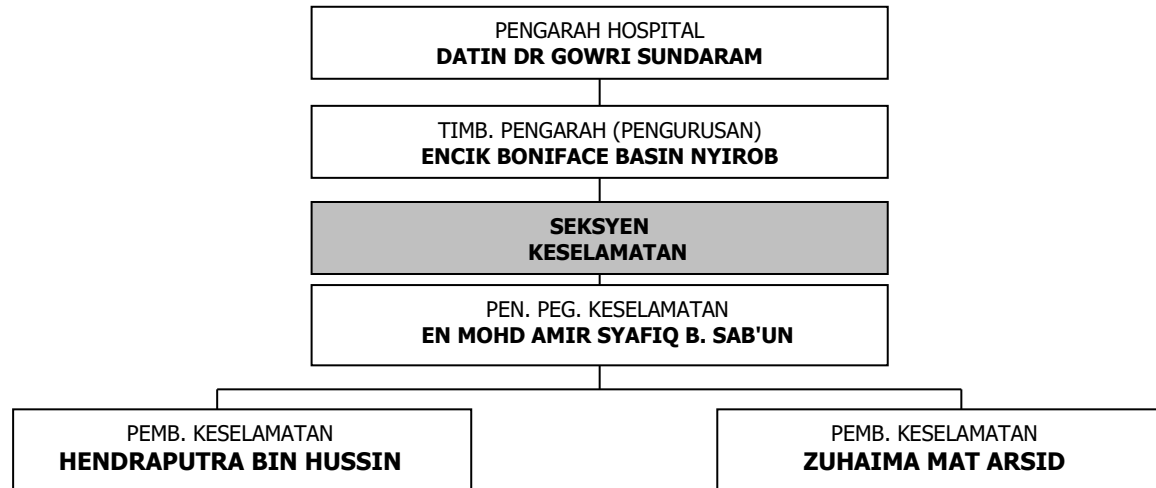 PENGARAH HOSPITAL
DATIN DR GOWRI SUNDARAM
TIMB. PENGARAH (PENGURUSAN)
ENCIK BONIFACE BASIN NYIROB
SEKSYEN
KESELAMATAN
PEN. PEG. KESELAMATAN
EN MOHD AMIR SYAFIQ B. SAB'UN
PEMB. KESELAMATAN
HENDRAPUTRA BIN HUSSIN
PEMB. KESELAMATAN
ZUHAIMA MAT ARSID